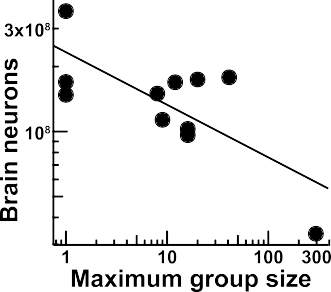 Brain neurons
3x10⁸
10⁸
1 10 100 300
Maximum group size